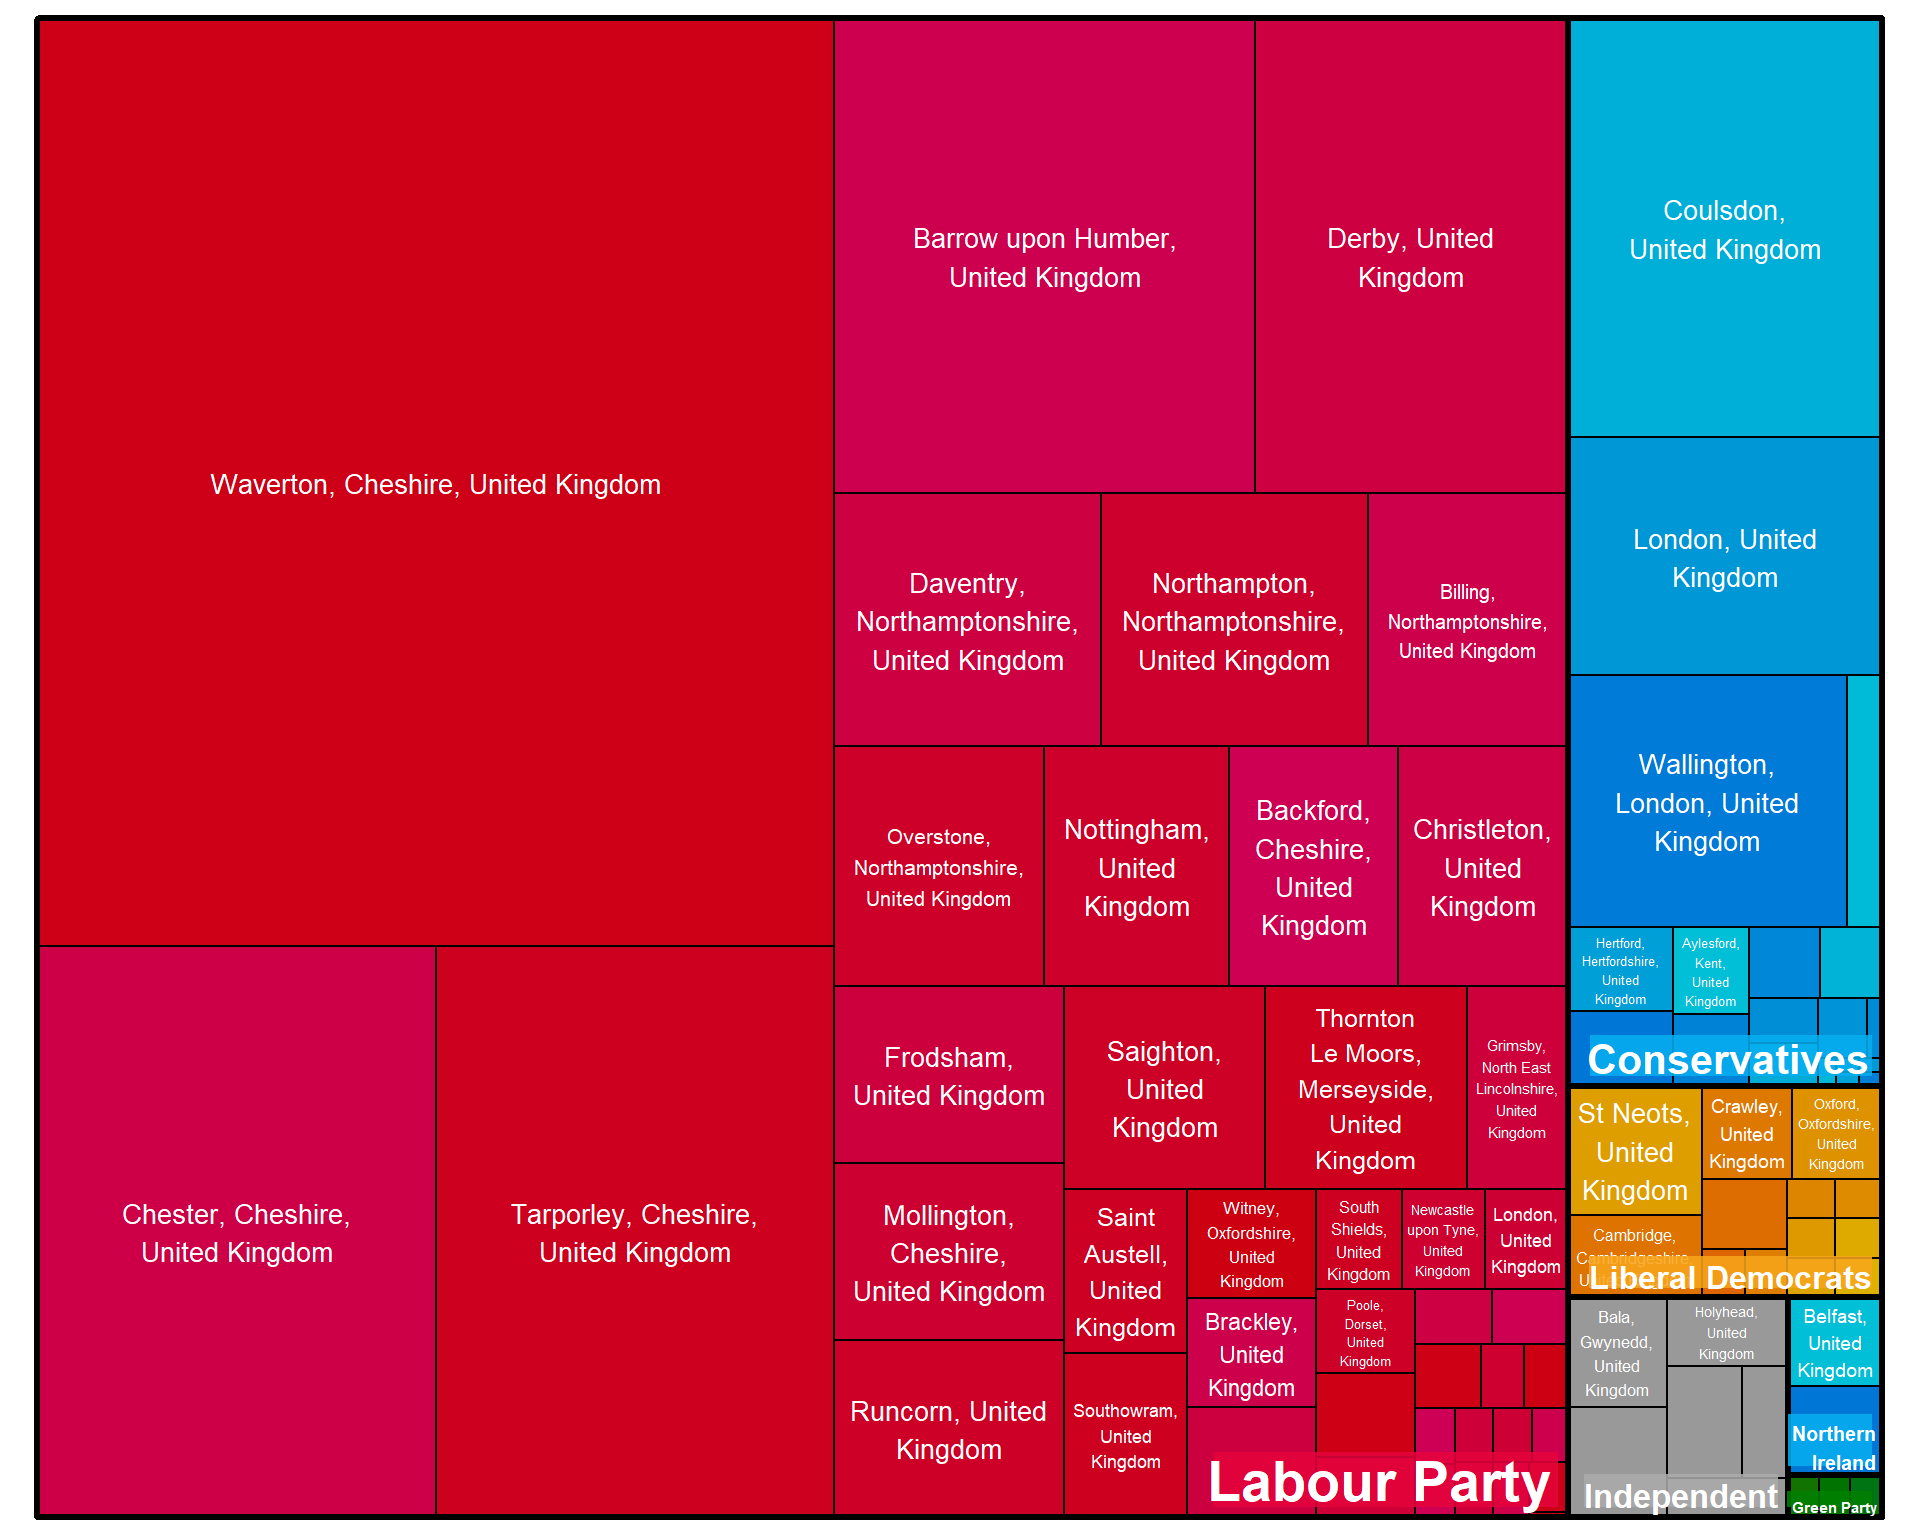 Waverton, Cheshire, United Kingdom
Chester, Cheshire,
United Kingdom
Tarporley, Cheshire,
United Kingdom
Barrow upon Humber,
United Kingdom
Derby, United
Kingdom
Daventry,
Northamptonshire,
United Kingdom
Northampton,
Northamptonshire,
United Kingdom
Billing,
Northamptonshire,
United Kingdom
Overstone,
Northamptonshire,
United Kingdom
Nottingham,
United
Kingdom
Backford,
Cheshire,
United
Kingdom
Christleton,
United
Kingdom
Frodsham,
United Kingdom
Mollington,
Cheshire,
United Kingdom
Runcorn, United
Kingdom
Saighton,
United
Kingdom
Thornton
Le Moors,
Merseyside,
United
Kingdom
Grimsby,
North East
Lincolnshire,
United
Kingdom
Saint
Austell,
United
Kingdom
Southowram,
United
Kingdom
Witney,
Oxfordshire,
United
Kingdom
Brackley,
United
Kingdom
South
Shields,
United
Kingdom
Newcastle
upon Tyne,
United
Kingdom
London,
United
Kingdom
Poole,
Dorset,
United
Kingdom
Labour Party
Coulsdon,
United Kingdom
London, United
Kingdom
Wallington,
London, United
Kingdom
Hertford,
Hertfordshire,
United
Kingdom
Aylesford,
Kent,
United
Kingdom
Conservatives
St Neots,
United
Kingdom
Crawley,
United
Kingdom
Oxford,
Oxfordshire,
United
Kingdom
Cambridge,
Cambridgeshire
Liberal Democrats
Bala,
Gwynedd,
United
Kingdom
Holyhead,
United
Kingdom
Independent
Belfast,
United
Kingdom
Northern
Ireland
Green Party